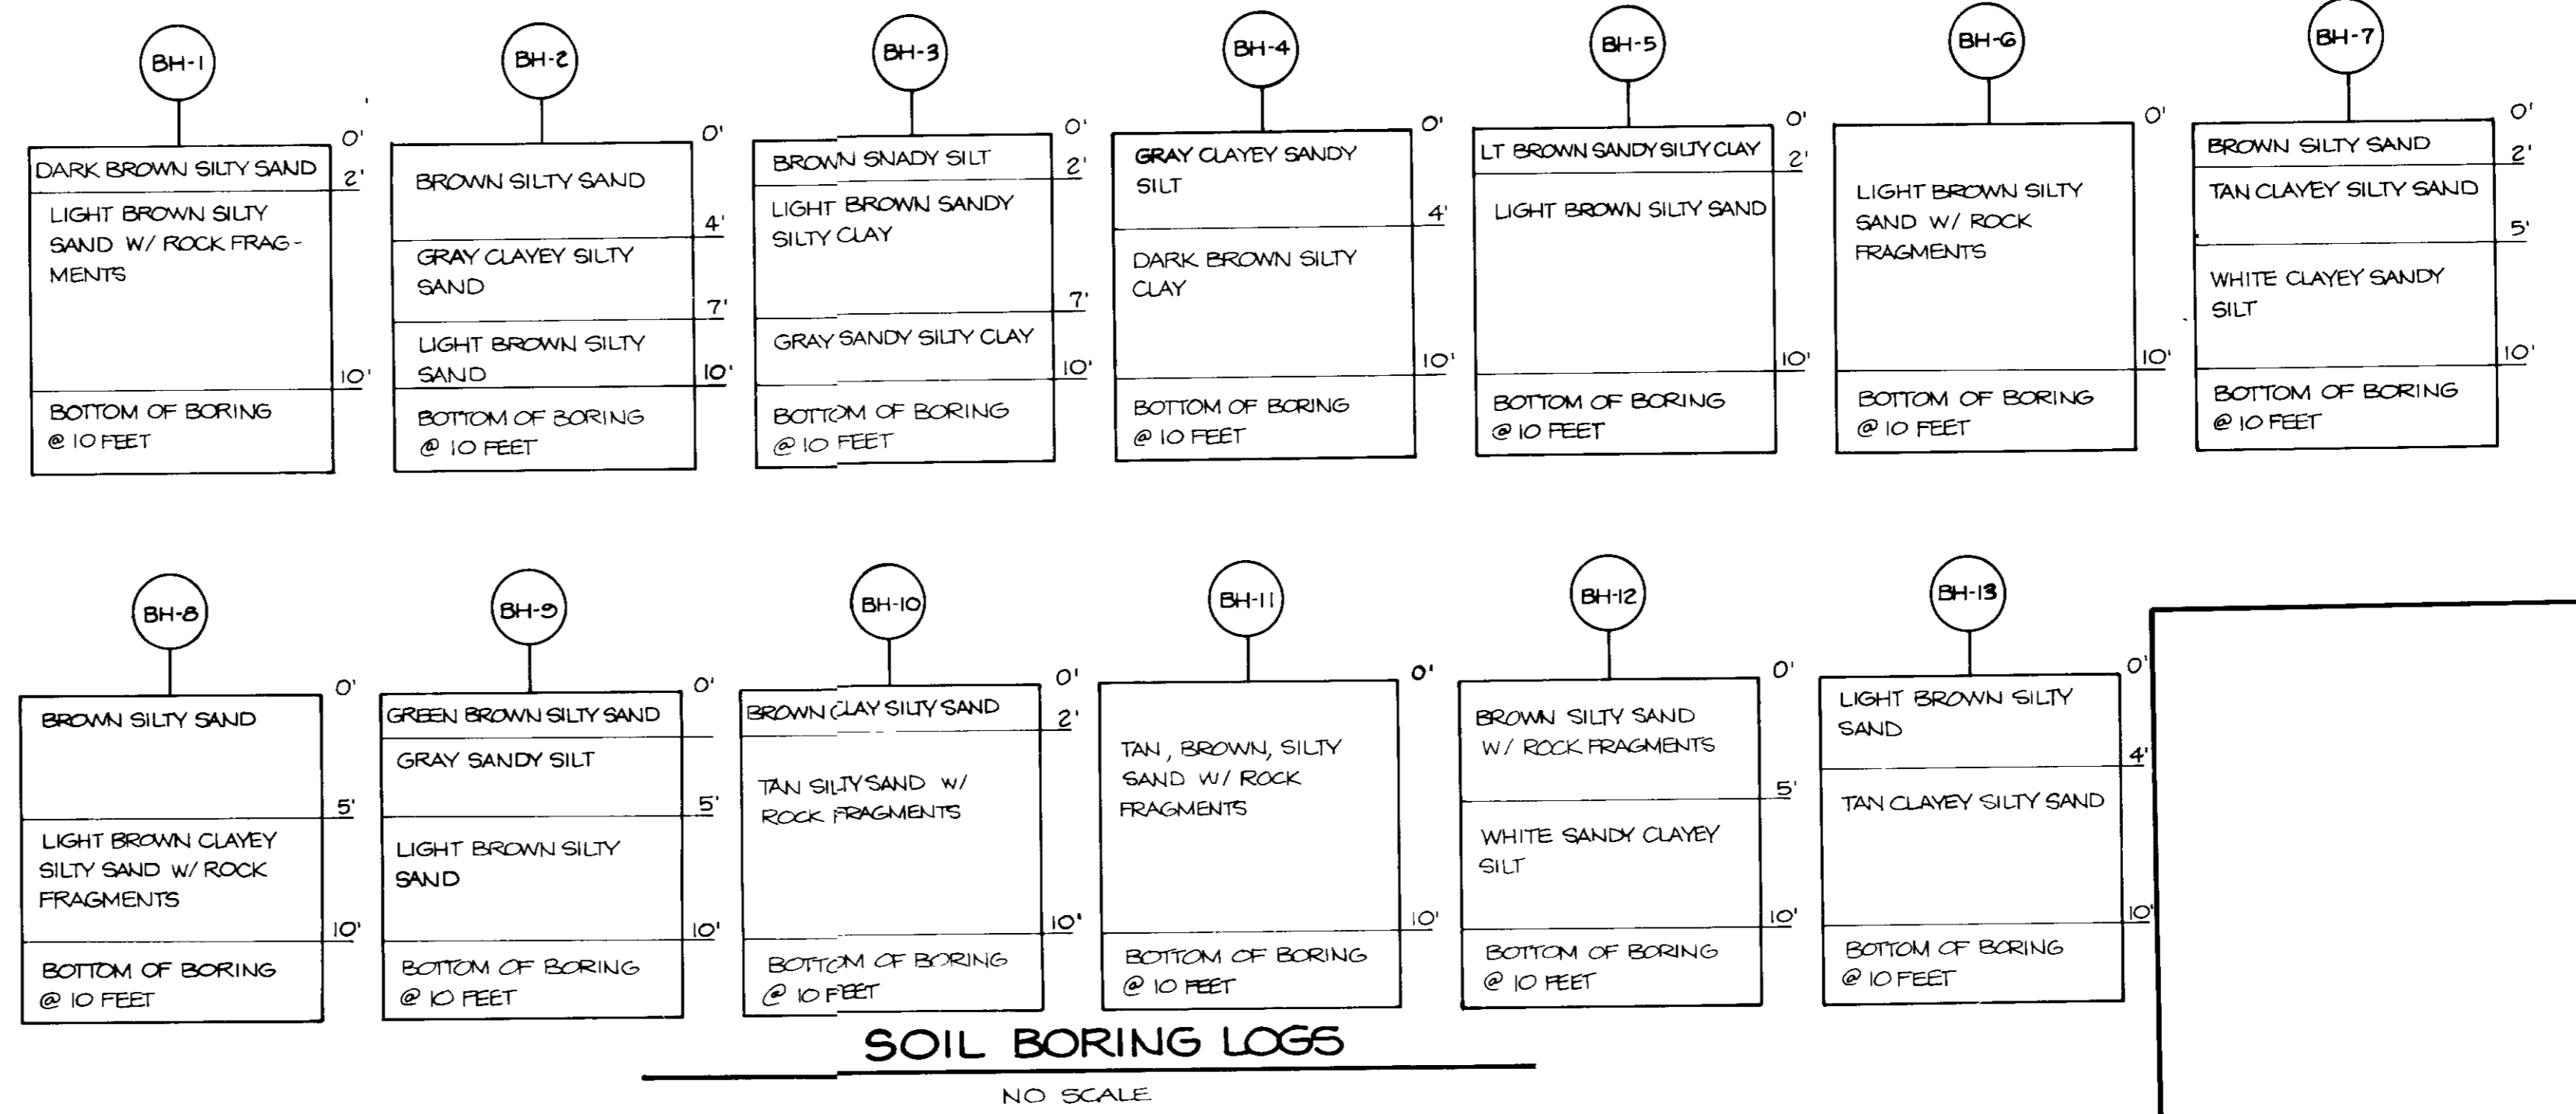 BH-1
0'
DARK BROWN SILTY SAND
2'
LIGHT BROWN SILTY
SAND W/ ROCK FRAG-
MENTS
10'
BOTTOM OF BORING
@ 10 FEET
BH-2
0'
BROWN SILTY SAND
4'
GRAY CLAYEY SILTY
SAND
7'
LIGHT BROWN SILTY
SAND
10'
BOTTOM OF BORING
@ 10 FEET
BH-3
0'
BROWN SNADY SILT
2'
LIGHT BROWN SANDY
SILTY CLAY
7'
GRAY SANDY SILTY CLAY
10'
BOTTOM OF BORING
@ 10 FEET
BH-4
0'
GRAY CLAYEY SANDY
SILT
4'
DARK BROWN SILTY
CLAY
10'
BOTTOM OF BORING
@ 10 FEET
BH-5
0'
LT BROWN SANDY SILTY CLAY
2'
LIGHT BROWN SILTY SAND
10'
BOTTOM OF BORING
@ 10 FEET
BH-6
0'
LIGHT BROWN SILTY
SAND W/ ROCK
FRAGMENTS
10'
BOTTOM OF BORING
@ 10 FEET
BH-7
0'
BROWN SILTY SAND
2'
TAN CLAYEY SILTY SAND
5'
WHITE CLAYEY SANDY
SILT
10'
BOTTOM OF BORING
@ 10 FEET
BH-8
0'
BROWN SILTY SAND
5'
LIGHT BROWN CLAYEY
SILTY SAND W/ ROCK
FRAGMENTS
10'
BOTTOM OF BORING
@ 10 FEET
BH-9
0'
GREEN BROWN SILTY SAND
GRAY SANDY SILT
5'
LIGHT BROWN SILTY
SAND
10'
BOTTOM OF BORING
@ 10 FEET
BH-10
0'
BROWN CLAY SILTY SAND
2'
TAN SILTY SAND W/
ROCK FRAGMENTS
10'
BOTTOM OF BORING
@ 10 FEET
BH-11
0'
TAN, BROWN, SILTY
SAND W/ ROCK
FRAGMENTS
10'
BOTTOM OF BORING
@ 10 FEET
BH-12
0'
BROWN SILTY SAND
W/ ROCK FRAGMENTS
5'
WHITE SANDY CLAYEY
SILT
10'
BOTTOM OF BORING
@ 10 FEET
BH-13
0'
LIGHT BROWN SILTY
SAND
4'
TAN CLAYEY SILTY SAND
10'
BOTTOM OF BORING
@ 10 FEET
SOIL BORING LOGS
NO SCALE